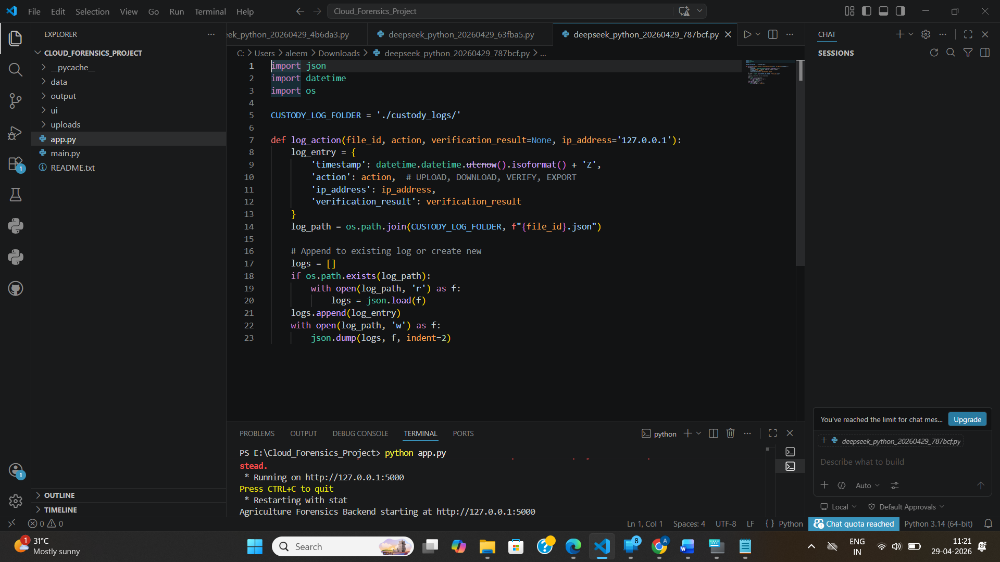 File Edit Selection View Go Run Terminal Help
Cloud_Forensics_Project
EXPLORER
CLOUD_FORENSICS_PROJECT
__pycache__
data
output
ui
uploads
app.py
main.py
README.txt
OUTLINE
TIMELINE
eek_python_20260429_4b6da3.py deepseek_python_20260429_63fba5.py deepseek_python_20260429_787bcf.py
C: > Users > aleem > Downloads > deepseek_python_20260429_787bcf.py > ...
1 import json
2 import datetime
3 import os
4
5 CUSTODY_LOG_FOLDER = './custody_logs/'
6
7 def log_action(file_id, action, verification_result=None, ip_address='127.0.0.1'):
8 log_entry = {
9 'timestamp': datetime.datetime.utcnow().isoformat() + 'Z',
10 'action': action, # UPLOAD, DOWNLOAD, VERIFY, EXPORT
11 'ip_address': ip_address,
12 'verification_result': verification_result
13 }
14 log_path = os.path.join(CUSTODY_LOG_FOLDER, f"{file_id}.json")
15
16 # Append to existing log or create new
17 logs = []
18 if os.path.exists(log_path):
19 with open(log_path, 'r') as f:
20 logs = json.load(f)
21 logs.append(log_entry)
22 with open(log_path, 'w') as f:
23 json.dump(logs, f, indent=2)
PROBLEMS OUTPUT DEBUG CONSOLE TERMINAL PORTS
python
PS E:\Cloud_Forensics_Project> python app.py
stead.
* Running on http://127.0.0.1:5000
Press CTRL+C to quit
* Restarting with stat
Agriculture Forensics Backend starting at http://127.0.0.1:5000
CHAT
SESSIONS
You've reached the limit for chat mes... Upgrade
deepseek_python_20260429_787bcf.py
Describe what to build
Auto
Local Default Approvals
1
1
0 0
Ln 1, Col 1 Spaces: 4 UTF-8 LF { } Python Chat quota reached Python 3.14 (64-bit)
1
31°C
Mostly sunny
Search
8
A
ENG
IN
11:21
29-04-2026